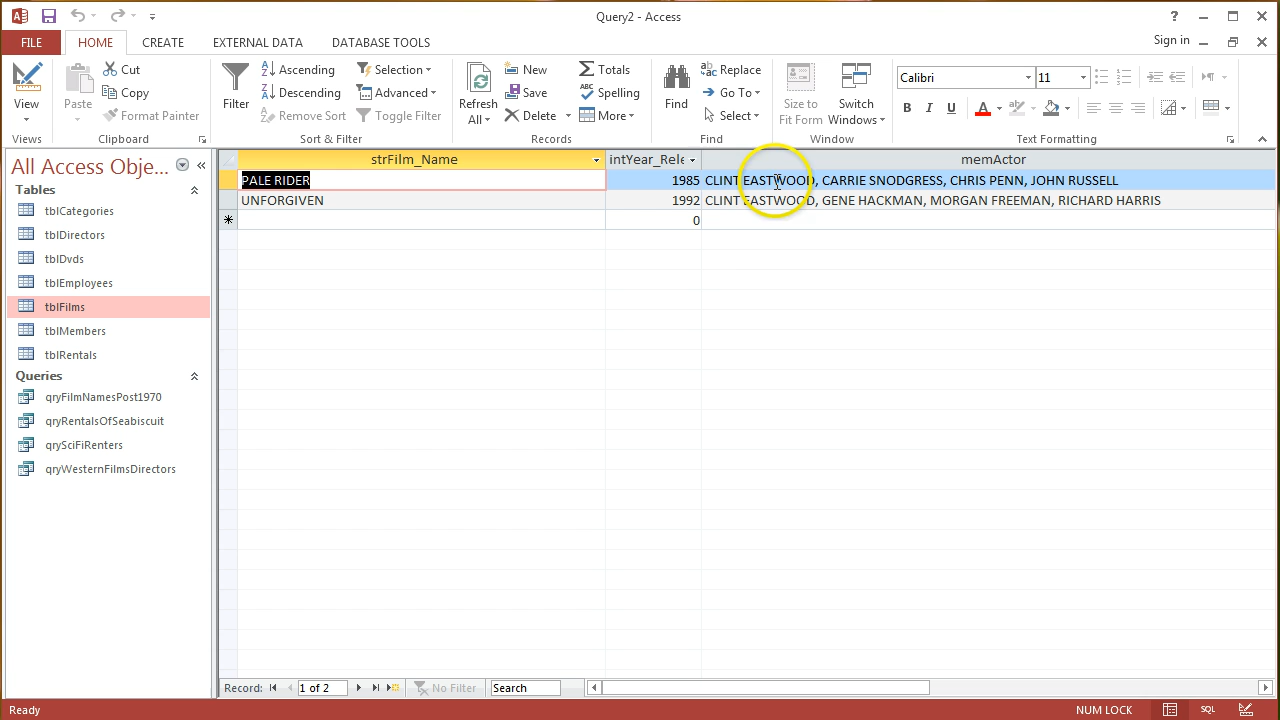 Query2 - Access
?
Sign in
FILE HOME CREATE EXTERNAL DATA DATABASE TOOLS
View
Views
Paste
Cut
Copy
Format Painter
Clipboard
Filter
Ascending
Descending
Remove Sort
Selection
Advanced
Sort & Filter
Refresh
All
New
Save
Delete
Totals
Spelling
More
Records
Find
Replace
Go To
Select
Find
Size to
Fit Form
Switch
Windows
Window
Calibri 11
B I U A
Text Formatting
All Access Obje...
Tables
tblCategories
tblDirectors
tblDvds
tblEmployees
tblFilms
tblMembers
tblRentals
Queries
qryFilmNamesPost1970
qryRentalsOfSeabiscuit
qrySciFiRenters
qryWesternFilmsDirectors
strFilm_Name intYear_Rele memActor
PALE RIDER 1985 CLINT EASTWOOD, CARRIE SNODGRESS, CHRIS PENN, JOHN RUSSELL
UNFORGIVEN 1992 CLINT EASTWOOD, GENE HACKMAN, MORGAN FREEMAN, RICHARD HARRIS
0
Record: 1 of 2 No Filter Search
Ready NUM LOCK SQL